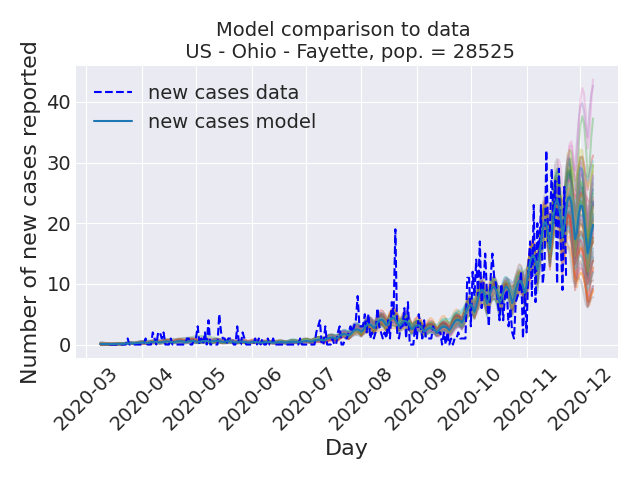 Model comparison to data
US - Ohio - Fayette, pop. = 28525
Number of new cases reported
40
30
20
10
0
new cases data
new cases model
2020-03
2020-04
2020-05
2020-06
2020-07
2020-08
2020-09
2020-10
2020-11
2020-12
Day